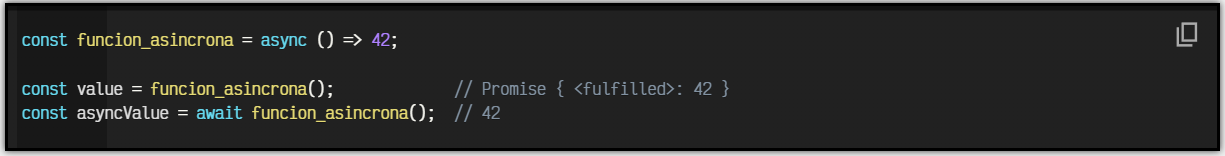 const funcion_asincrona = async () => 42;
const value = funcion_asincrona(); // Promise { <fulfilled>: 42 }
const asyncValue = await funcion_asincrona(); // 42